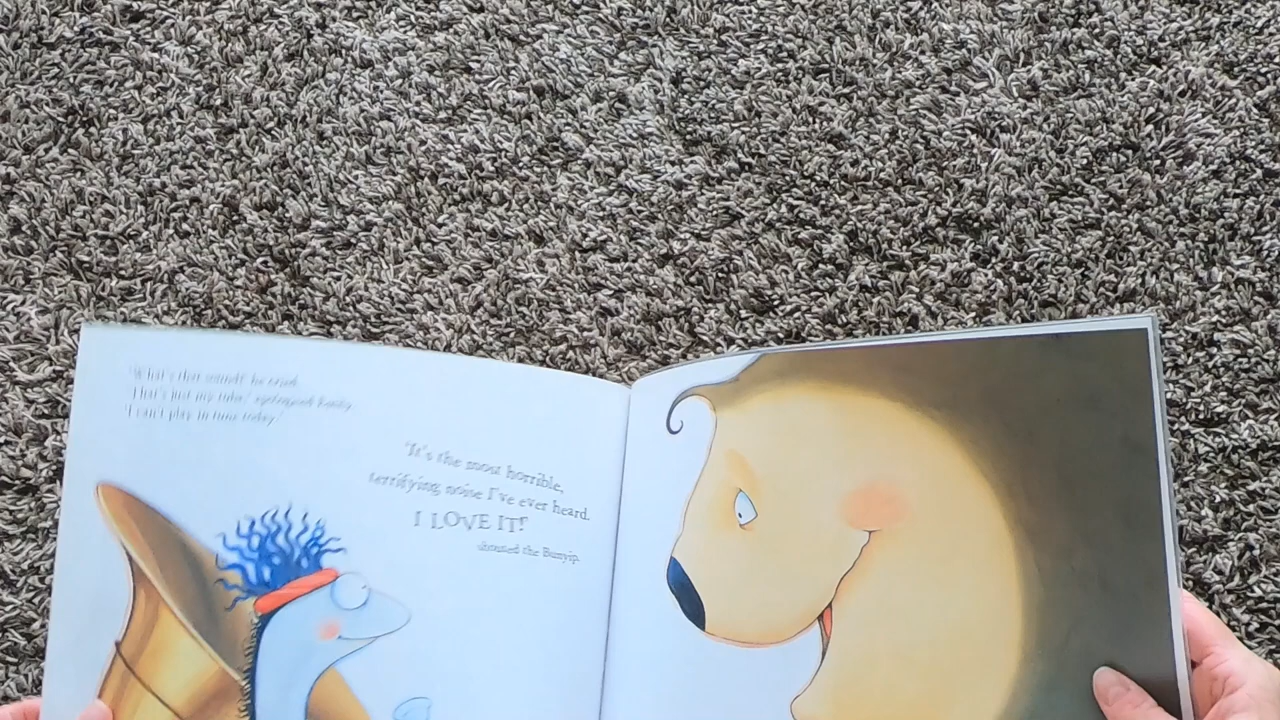 'What's that sound?' he cried.
'That's just my tuba,' apologised
'I can't play in tune today.'
'It's the most horrible,
terrifying noise I've ever heard.
I LOVE IT!'
shouted the Bunyip.